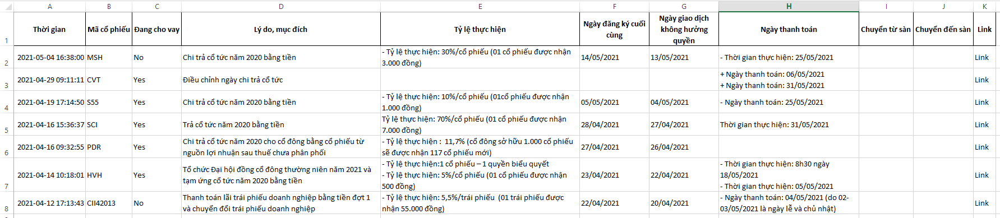 A B C D E F G H I J K
1 Thời gian Mã cổ phiếu Đang cho vay Lý do, mục đích Tỷ lệ thực hiện Ngày đăng ký cuối cùng Ngày giao dịch không hưởng quyền Ngày thanh toán Chuyển từ sàn Chuyển đến sàn Link
2 2021-05-04 16:38:00 MSH No Chi trả cổ tức năm 2020 bằng tiền - Tỷ lệ thực hiện: 30%/cổ phiếu (01 cổ phiếu được nhận 3.000 đồng) 14/05/2021 13/05/2021 - Thời gian thực hiện: 25/05/2021 Link
3 2021-04-29 09:11:11 CVT Yes Điều chỉnh ngày chi trả cổ tức + Ngày thanh toán: 06/05/2021 + Ngày thanh toán: 31/05/2021 Link
4 2021-04-19 17:14:50 S55 Yes Chi trả cổ tức năm 2020 bằng tiền - Tỷ lệ thực hiện: 10%/cổ phiếu (01cổ phiếu được nhận 1.000 đồng) 05/05/2021 04/05/2021 - Ngày thanh toán: 25/05/2021 Link
5 2021-04-16 15:36:37 SCI Yes Trả cổ tức năm 2020 bằng tiền Tỷ lệ thực hiện: 70%/cổ phiếu (01 cổ phiếu được nhận 7.000 đồng) 28/04/2021 27/04/2021 Thời gian thực hiện: 31/05/2021 Link
6 2021-04-16 09:32:55 PDR Yes Chi trả cổ tức năm 2020 cho cổ đông bằng cổ phiếu từ nguồn lợi nhuận sau thuế chưa phân phối - Tỷ lệ thực hiện : 11,7% (cổ đông sở hữu 1.000 cổ phiếu sẽ được nhận 117 cổ phiếu mới) 27/04/2021 26/04/2021 Link
7 2021-04-14 10:18:01 HVH Yes Tổ chức Đại hội đồng cổ đông thường niên năm 2021 và tạm ứng cổ tức năm 2020 bằng tiền - Tỷ lệ thực hiện:1 cổ phiếu – 1 quyền biểu quyết - Tỷ lệ thực hiện: 5%/cổ phiếu (01 cổ phiếu được nhận 500 đồng) 23/04/2021 22/04/2021 - Thời gian thực hiện: 8h30 ngày 18/05/2021 - Thời gian thực hiện: 05/05/2021 Link
8 2021-04-12 17:13:43 CII42013 No Thanh toán lãi trái phiếu doanh nghiệp bằng tiền đợt 1 và chuyển đổi trái phiếu doanh nghiệp - Tỷ lệ thực hiện: 5,5%/trái phiếu (01 trái phiếu được nhận 55.000 đồng) 22/04/2021 20/04/2021 - Ngày thanh toán: 04/05/2021 (do 02-03/05/2021 là ngày lễ và chủ nhật) Link